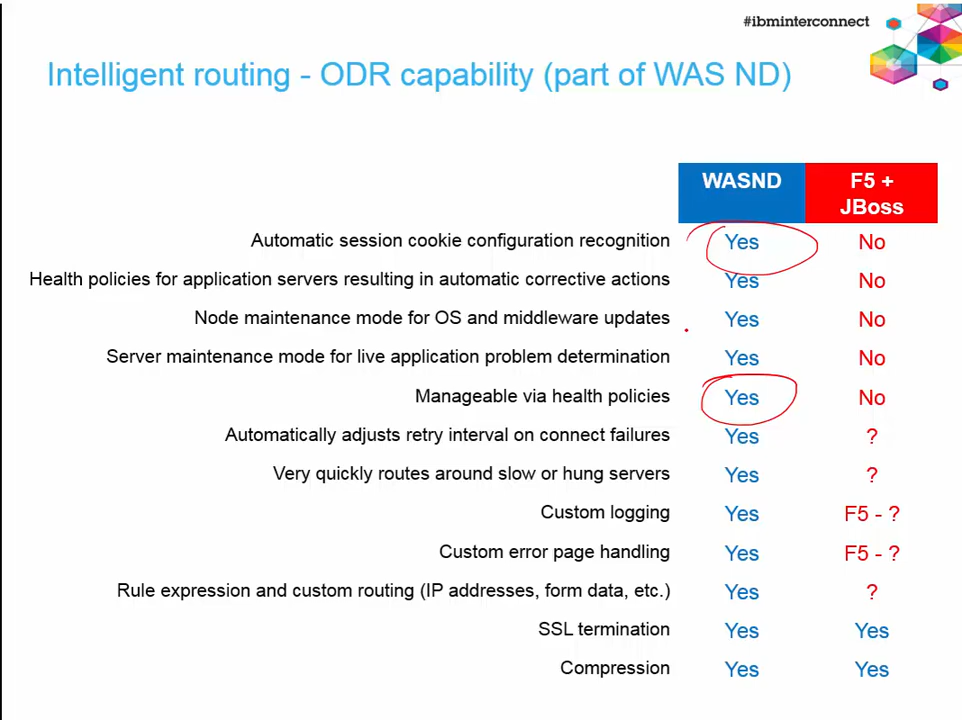 #ibminterconnect
Intelligent routing - ODR capability (part of WAS ND)
WASND F5 +
JBoss
Automatic session cookie configuration recognition Yes No
Health policies for application servers resulting in automatic corrective actions Yes No
Node maintenance mode for OS and middleware updates Yes No
Server maintenance mode for live application problem determination Yes No
Manageable via health policies Yes No
Automatically adjusts retry interval on connect failures Yes ?
Very quickly routes around slow or hung servers Yes ?
Custom logging Yes F5 - ?
Custom error page handling Yes F5 - ?
Rule expression and custom routing (IP addresses, form data, etc.) Yes ?
SSL termination Yes Yes
Compression Yes Yes